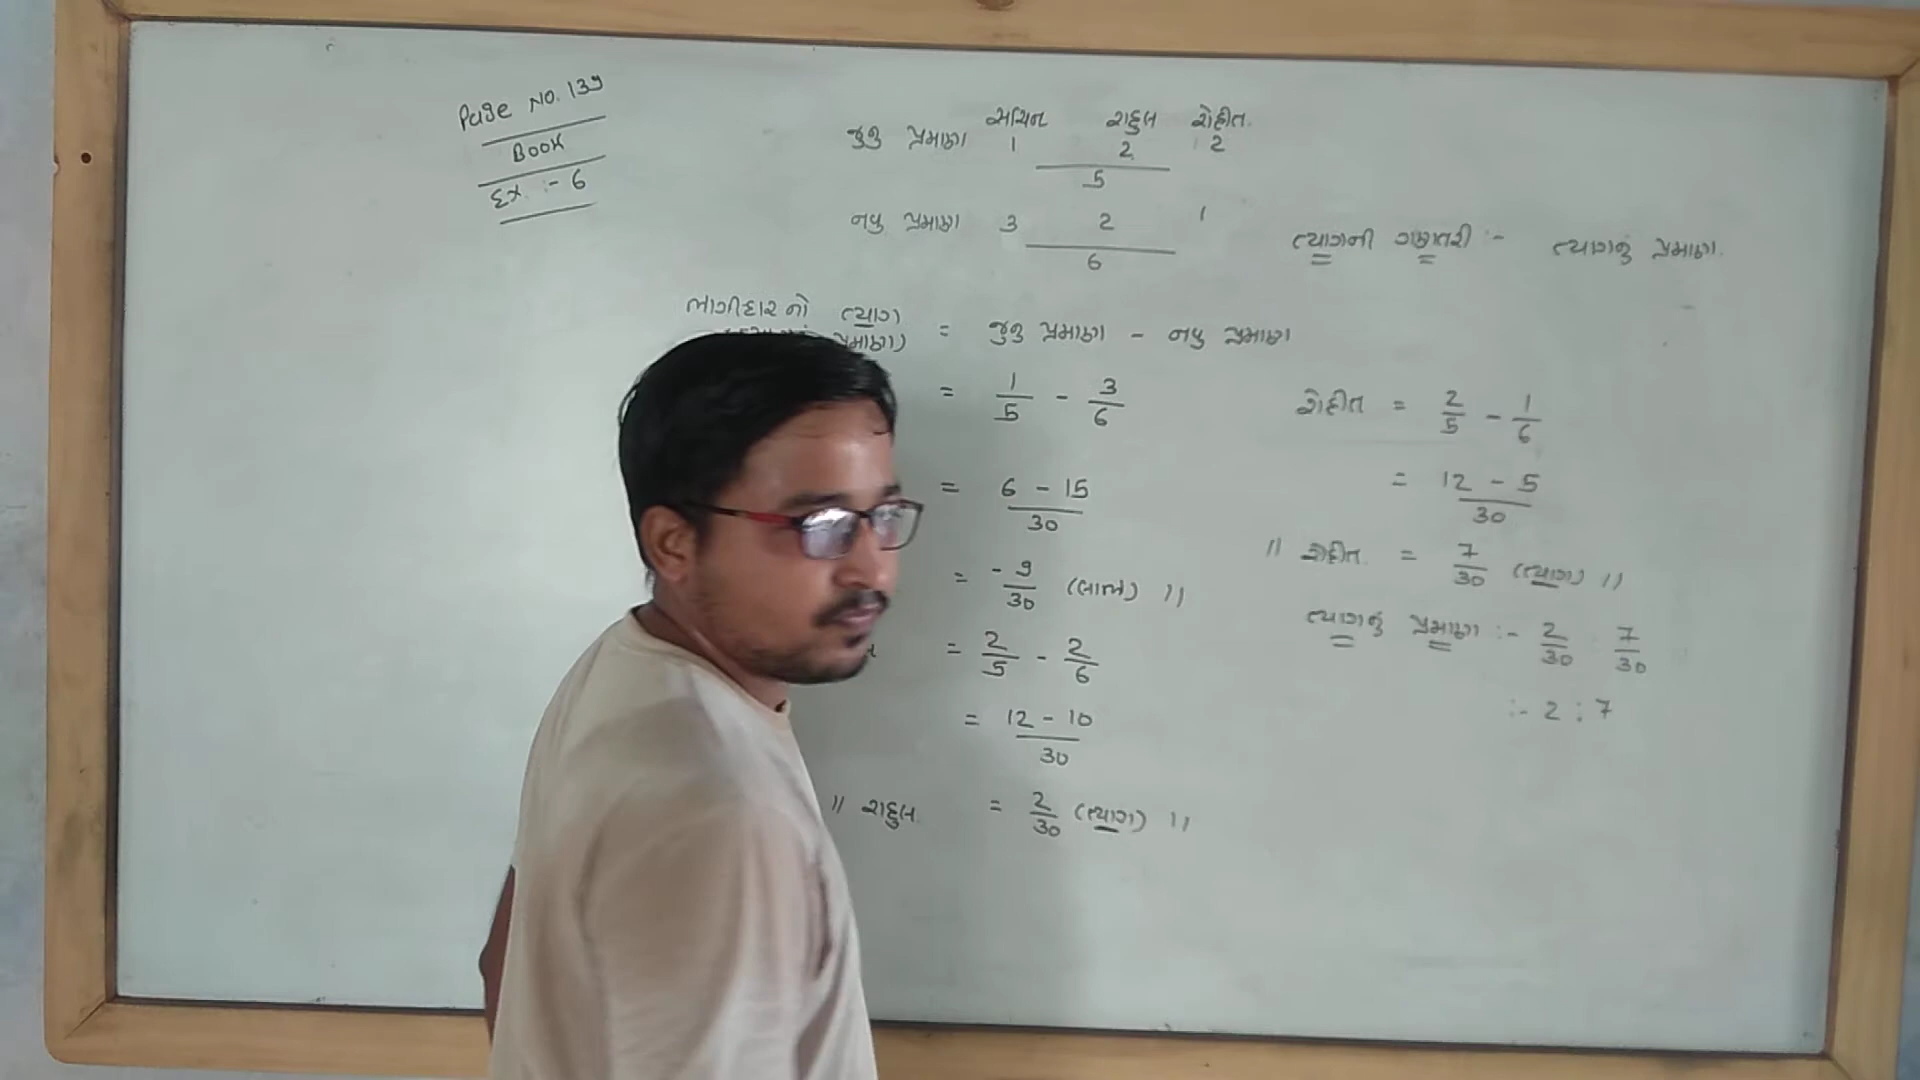 Page No. 139
Book
Ex :- 6
સચિન રાહુલ રોહીત
જુનુ પ્રમાણ 1 2 : 2
5
નવુ પ્રમાણ 3 2 1
6
ત્યાગની ગણતરી :- ત્યાગનું પ્રમાણ.
ભાગીદારનો ત્યાગ
પ્રમાણ) = જુનુ પ્રમાણ - નવુ પ્રમાણ
= 1/5 - 3/6
= 6 - 15 / 30
= - 9/30 (લાભ) //
= 2/5 - 2/6
= 12 - 10 / 30
// રાહુલ = 2/30 (ત્યાગ) //
રોહીત = 2/5 - 1/6
= 12 - 5 / 30
// રોહીત = 7/30 (ત્યાગ) //
ત્યાગનું પ્રમાણ :- 2/30 : 7/30
:- 2 : 7